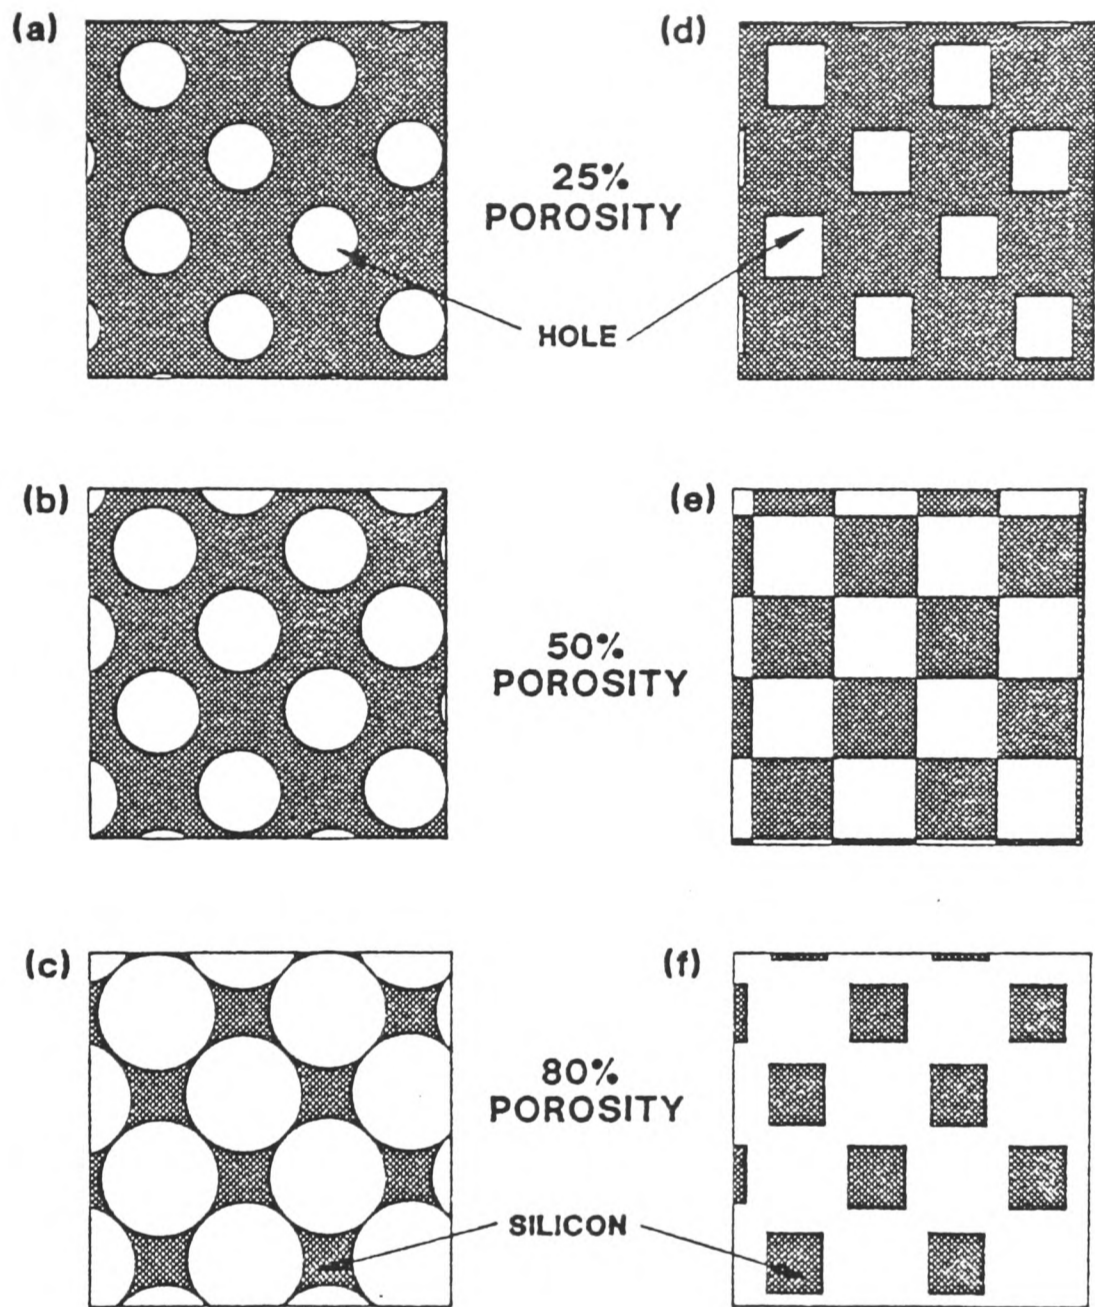 (a)
(d)
25%
POROSITY
HOLE
(b)
(e)
50%
POROSITY
(c)
(f)
80%
POROSITY
SILICON